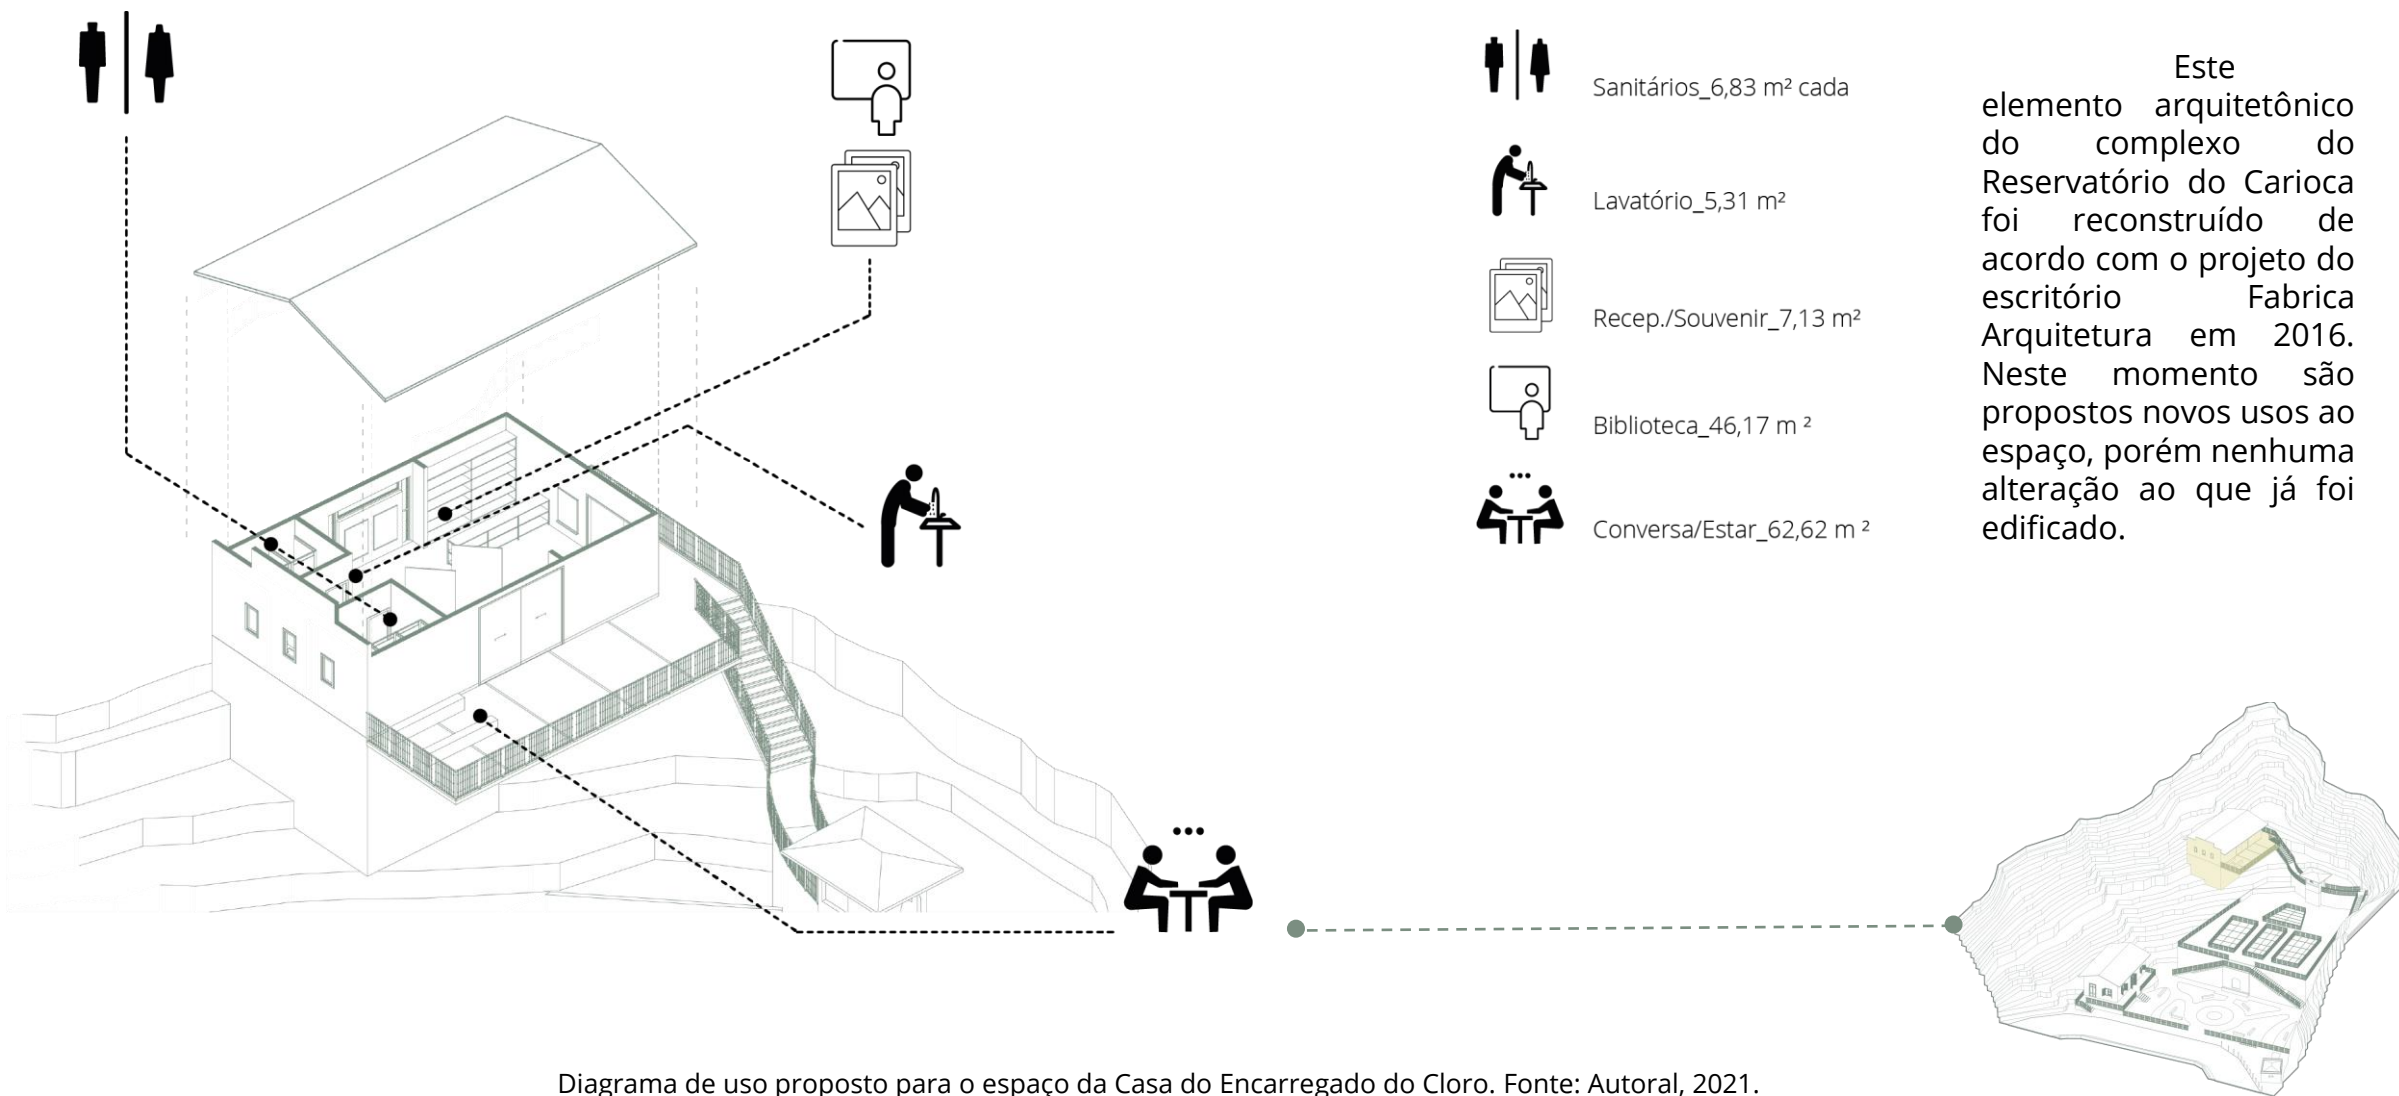 Sanitários_6,83 m² cada
Lavatório_5,31 m²
Recep./Souvenir_7,13 m²
Biblioteca_46,17 m ²
Conversa/Estar_62,62 m ²
Este
elemento arquitetônico
do complexo do
Reservatório do Carioca
foi reconstruído de
acordo com o projeto do
escritório Fabrica
Arquitetura em 2016.
Neste momento são
propostos novos usos ao
espaço, porém nenhuma
alteração ao que já foi
edificado.
Diagrama de uso proposto para o espaço da Casa do Encarregado do Cloro. Fonte: Autoral, 2021.